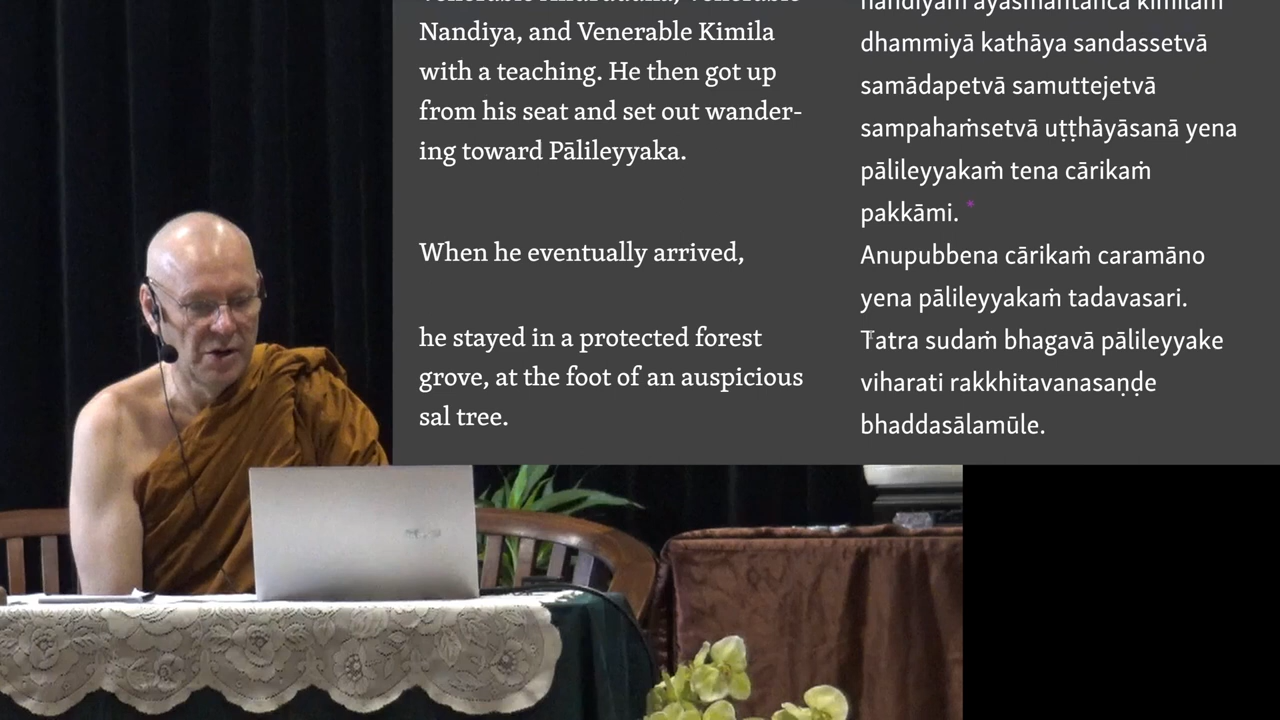 Nandiya, and Venerable Kimila
with a teaching. He then got up
from his seat and set out wander-
ing toward Pālileyyaka.
When he eventually arrived,
he stayed in a protected forest
grove, at the foot of an auspicious
sal tree.
dhammiyā kathāya sandassetvā
samādapetvā samuttejetvā
sampahaṁsetvā uṭṭhāyāsanā yena
pālileyyakaṁ tena cārikaṁ
pakkāmi. *
Anupubbena cārikaṁ caramāno
yena pālileyyakaṁ tadavasari.
Tatra sudaṁ bhagavā pālileyyake
viharati rakkhitavanasaṇḍe
bhaddasālamūle.